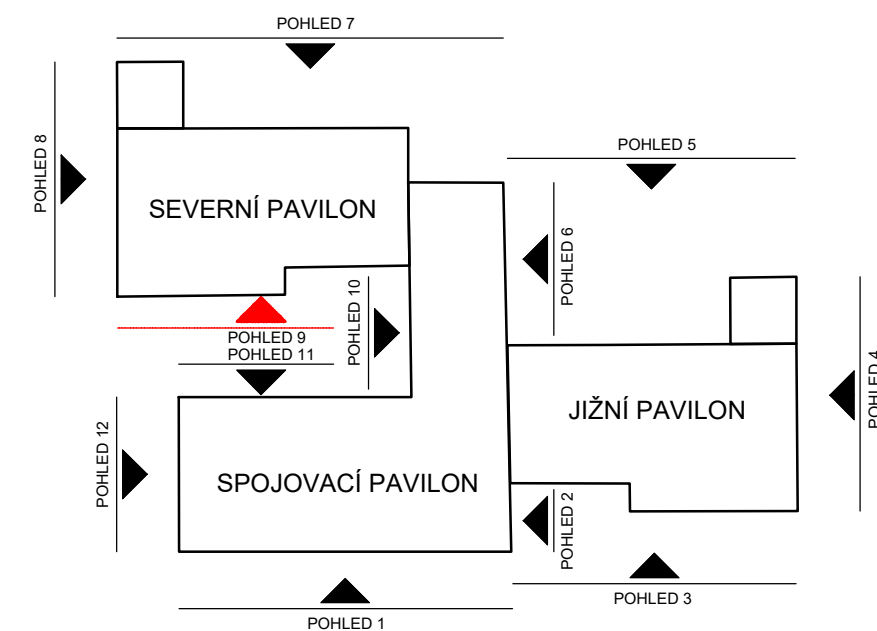 POHLED 7
POHLED 8
POHLED 5
SEVERNÍ PAVILON
POHLED 6
POHLED 10
POHLED 9
POHLED 11
POHLED 4
JIŽNÍ PAVILON
POHLED 12
SPOJOVACÍ PAVILON
POHLED 2
POHLED 3
POHLED 1